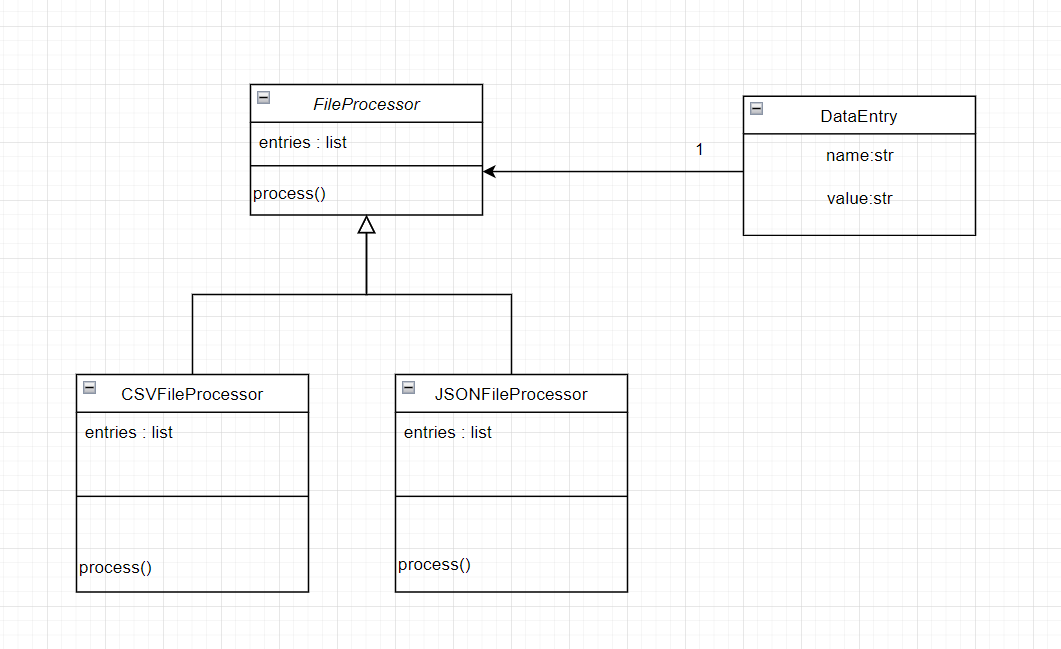 FileProcessor
entries : list
process()
1
DataEntry
name:str
value:str
CSVFileProcessor
entries : list
process()
JSONFileProcessor
entries : list
process()